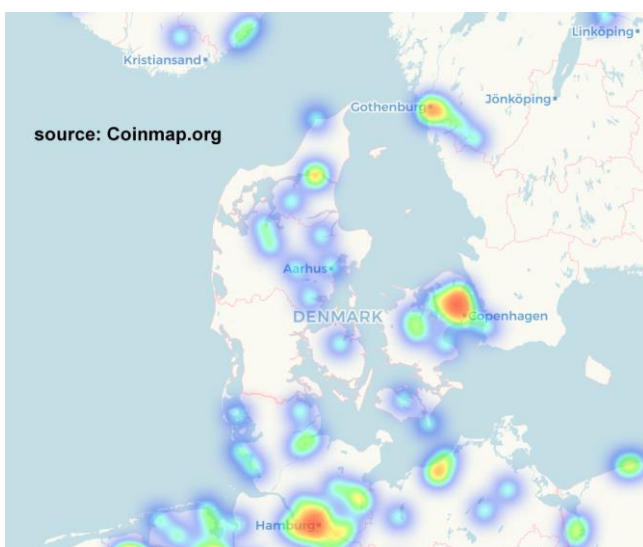 Linköping
Kristiansand
Gothenburg
Jönköping
source: Coinmap.org
Aarhus
DENMARK
Copenhagen
Hamburg